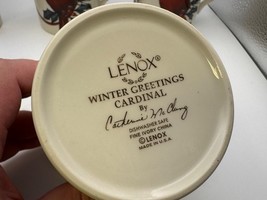 LENOX®
WINTER GREETINGS
CARDINAL
By
Catherine McClung
DISHWASHER SAFE
FINE IVORY CHINA
©LENOX
MADE IN U.S.A.